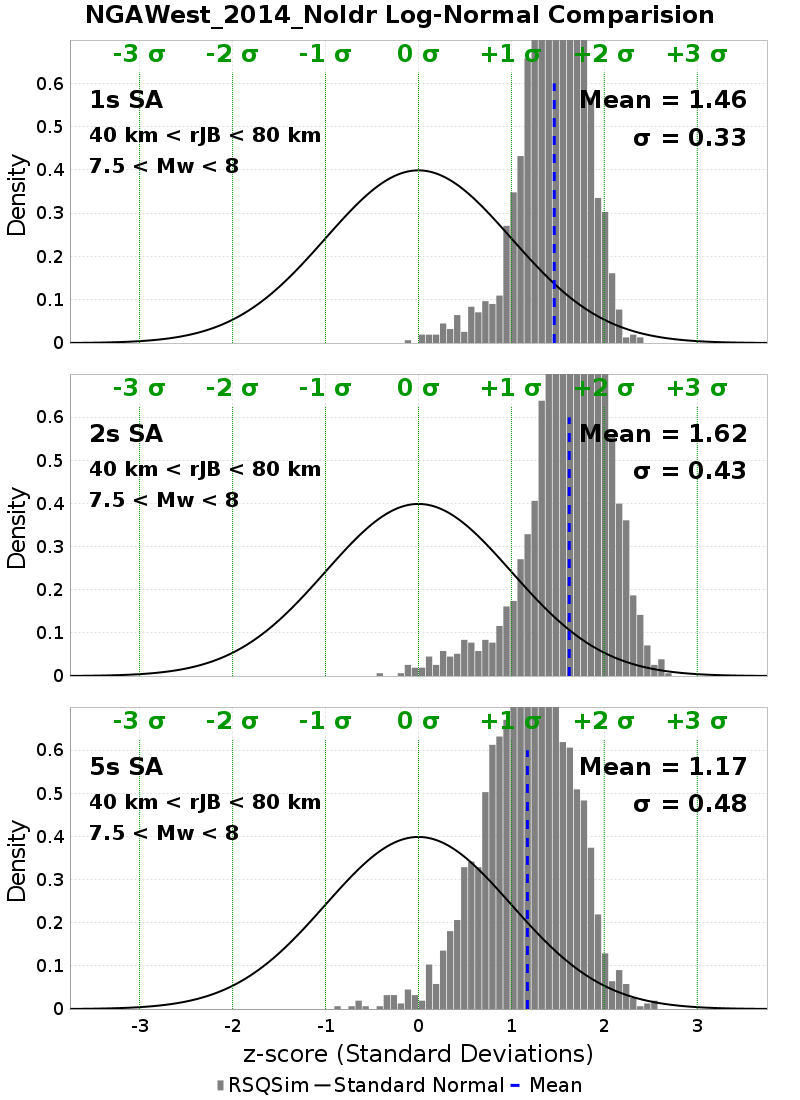 NGAWest_2014_NoIdr Log-Normal Comparision
-3 σ -2 σ -1 σ 0 σ +1 σ +2 σ +3 σ
1s SA
Mean = 1.46
40 km < rJB < 80 km
σ = 0.33
7.5 < Mw < 8
Density
0.6
0.5
0.4
0.3
0.2
0.1
0
-3 σ -2 σ -1 σ 0 σ +1 σ +2 σ +3 σ
2s SA
Mean = 1.62
40 km < rJB < 80 km
σ = 0.43
7.5 < Mw < 8
Density
0.6
0.5
0.4
0.3
0.2
0.1
0
-3 σ -2 σ -1 σ 0 σ +1 σ +2 σ +3 σ
5s SA
Mean = 1.17
40 km < rJB < 80 km
σ = 0.48
7.5 < Mw < 8
Density
0.6
0.5
0.4
0.3
0.2
0.1
0
-3 -2 -1 0 1 2 3
z-score (Standard Deviations)
RSQSim Standard Normal Mean